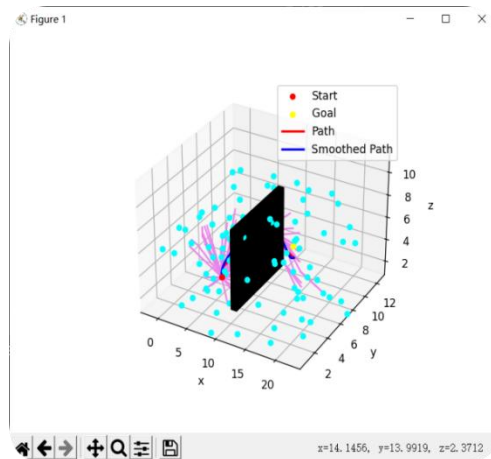 Figure 1
Start
Goal
Path
Smoothed Path
10
8
6
4
2
z
12
10
8
6
4
2
y
0
5
10
15
20
x
x=14.1456, y=13.9919, z=2.3712